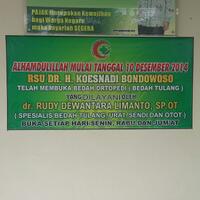 PAJAK Merupakan Kewajiban
Bagi Warga Negara
maka Bayarlah SEGERA
ALHAMDULILLAH MULAI TANGGAL 10 DESEMBER 2014
RSU DR. H. KOESNADI BONDOWOSO
TELAH MEMBUKA BEDAH ORTOPEDI ( BEDAH TULANG )
YANG DILAYANI OLEH
dr. RUDY DEWANTARA LIMANTO, SP.OT
( SPESIALIS BEDAH TULANG, URAT, SENDI DAN OTOT )
BUKA SETIAP HARI SENIN, RABU DAN JUM'AT